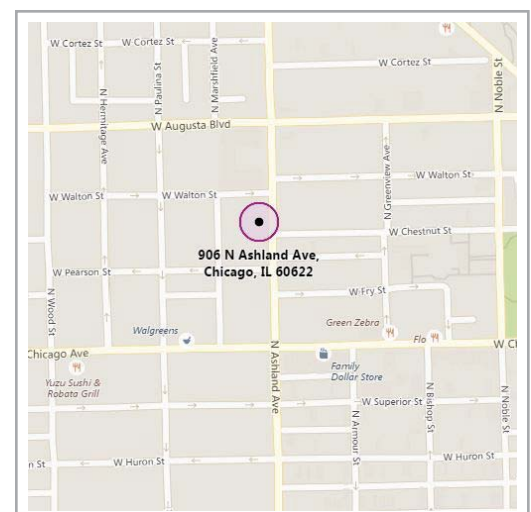 W Cortez St
W Cortez St
N Marshfield Ave
W Cortez St
N Paulina St
N Hermitage Ave
N Noble St
W Augusta Blvd
N Greenview Ave
W Walton St
W Walton St
W Walton St
W Chestnut St
906 N Ashland Ave,
Chicago, IL 60622
W Pearson St
N Wood St
W Fry St
Walgreens
Green Zebra
Flo
Chicago Ave
W Ch
N Ashland Ave
Yuzu Sushi &
Robata Grill
Family
Dollar Store
W Superior St
N Armour St
N Bishop St
N Noble St
n St
W Huron St
W Huron St